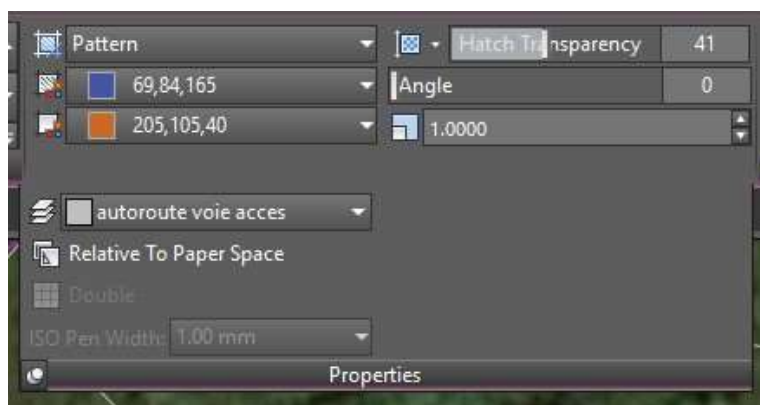 Pattern
Hatch Transparency 41
69,84,165
Angle 0
205,105,40
1.0000
autoroute voie acces
Relative To Paper Space
Double
ISO Pen Width: 1.00 mm
Properties